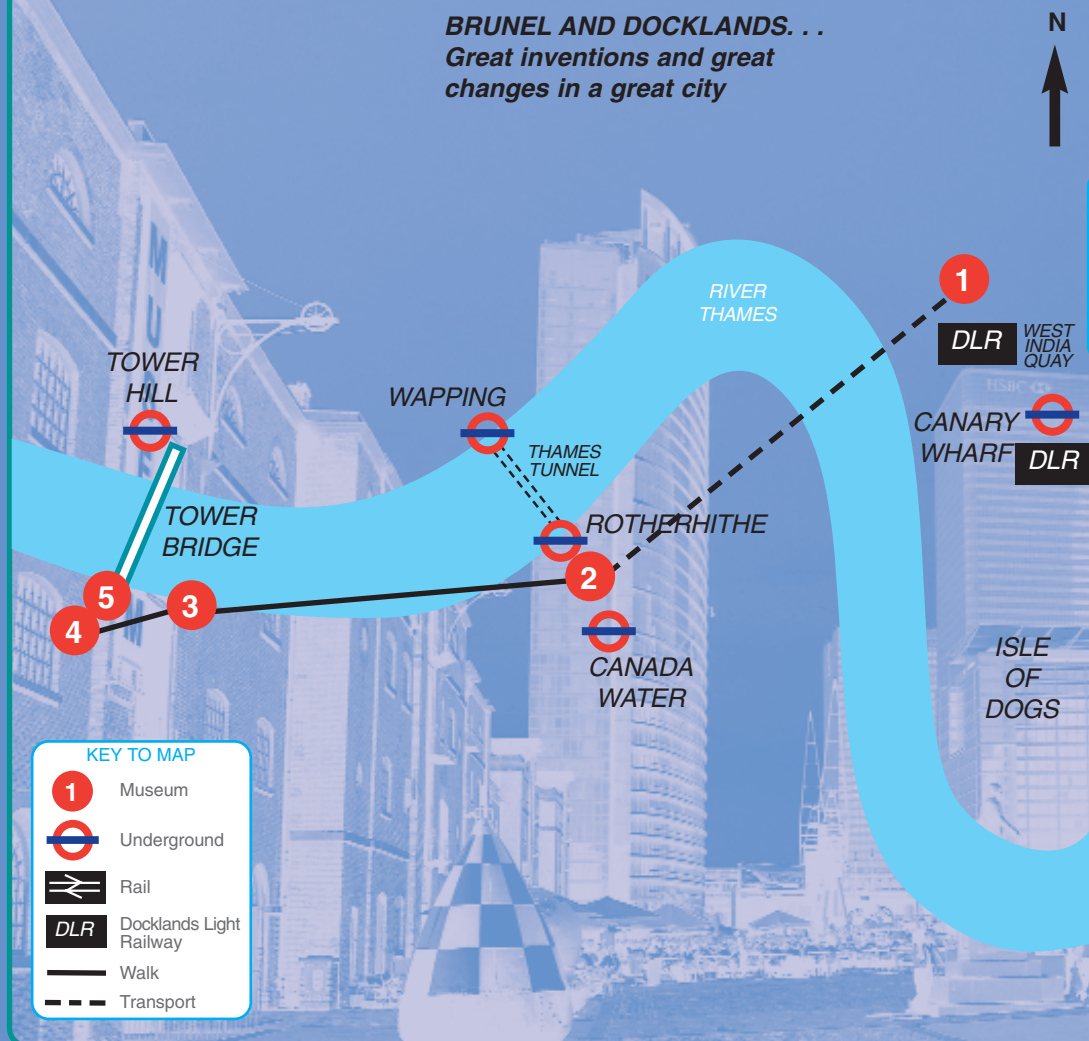 BRUNEL AND DOCKLANDS. . .
Great inventions and great
changes in a great city
N
RIVER
THAMES
1
DLR
WEST
INDIA
QUAY
HSBC
CANARY
WHARF
DLR
TOWER
HILL
WAPPING
THAMES
TUNNEL
TOWER
BRIDGE
ROTHERHITHE
2
5
3
4
CANADA
WATER
ISLE
OF
DOGS
KEY TO MAP
1
Museum
Underground
Rail
DLR
Docklands Light
Railway
Walk
Transport